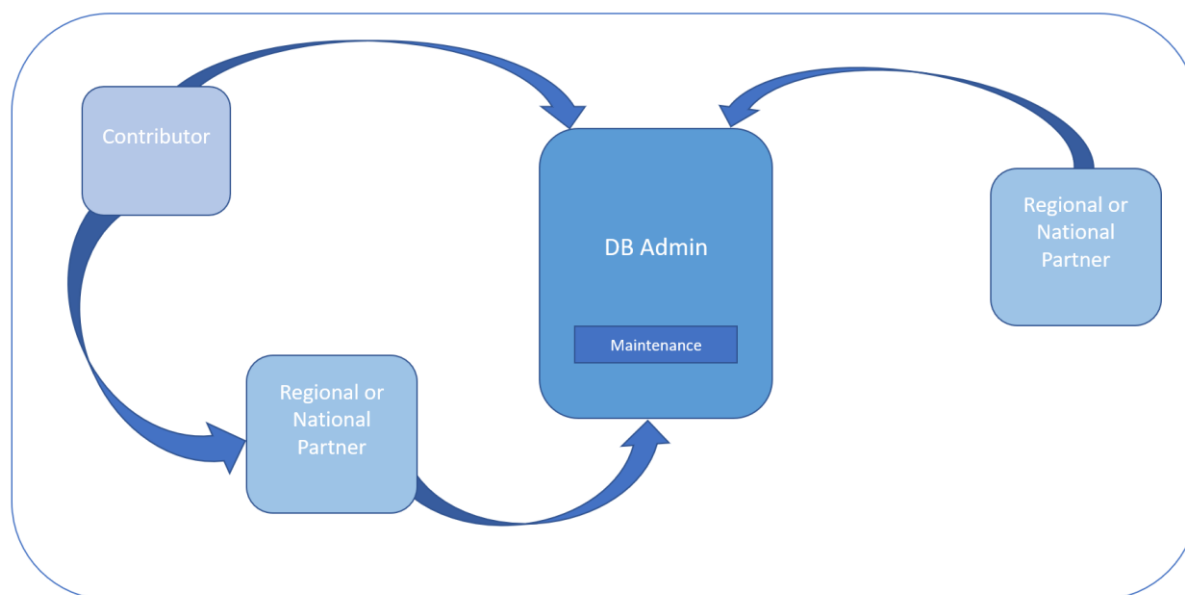 Contributor
DB Admin
Maintenance
Regional or
National
Partner
Regional or
National
Partner